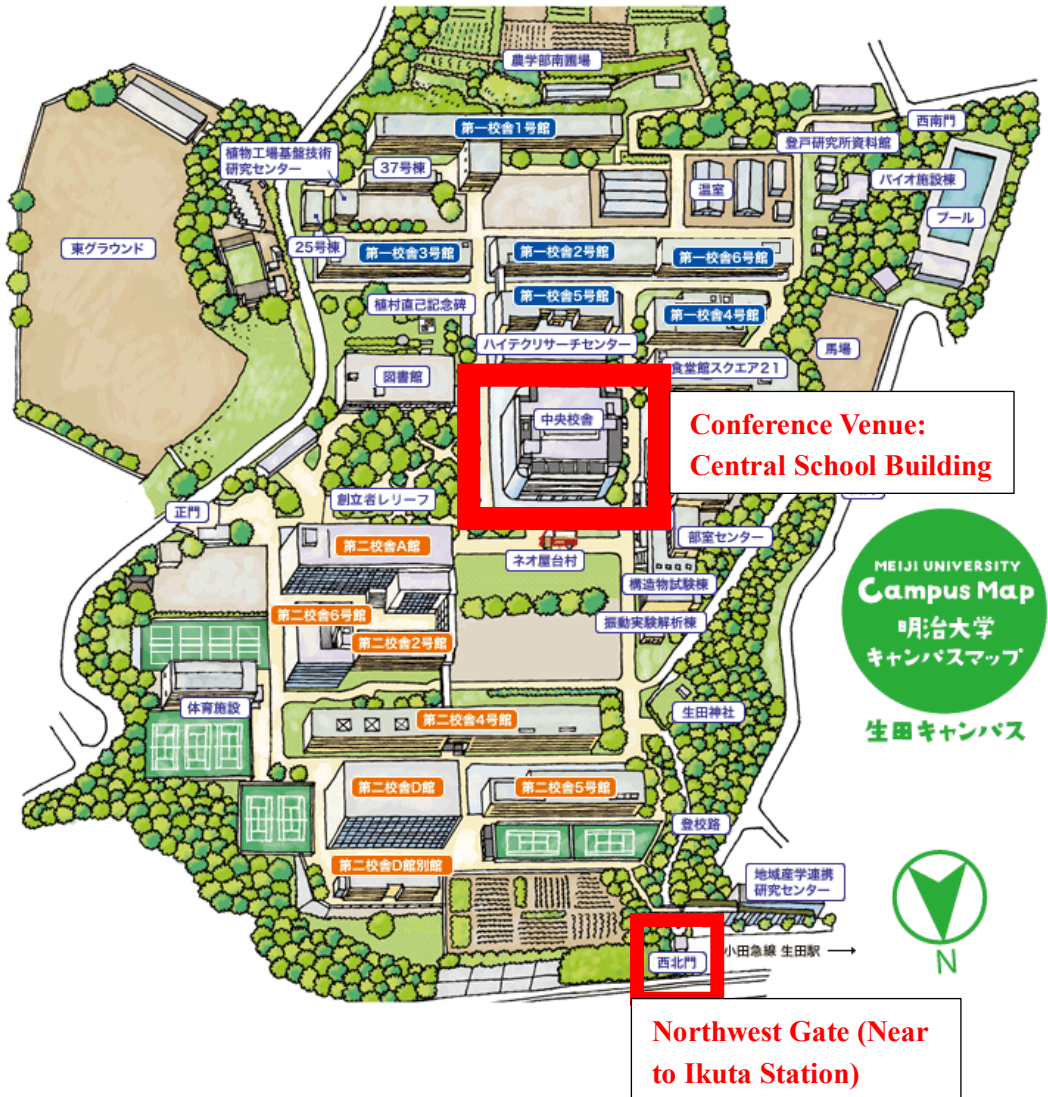 農学部南圃場
第一校舎1号館
西南門
登戸研究所資料館
植物工場基盤技術
研究センター
37号棟
バイオ施設棟
温室
プール
東グラウンド
25号棟
第一校舎3号館
第一校舎2号館
第一校舎6号館
植村直己記念碑
第一校舎5号館
第一校舎4号館
ハイテクリサーチセンター
馬場
図書館
食堂館スクエア21
中央校舎
Conference Venue:
Central School Building
創立者レリーフ
正門
第二校舎A館
ネオ屋台村
部室センター
MEIJI UNIVERSITY
Campus Map
明治大学
キャンパスマップ
生田キャンパス
構造物試験棟
第二校舎6号館
振動実験解析棟
第二校舎2号館
体育施設
第二校舎4号館
生田神社
第二校舎D館
第二校舎5号館
登校路
第二校舎D館別館
地域産学連携
研究センター
小田急線 生田駅 →
西北門
N
Northwest Gate (Near
to Ikuta Station)